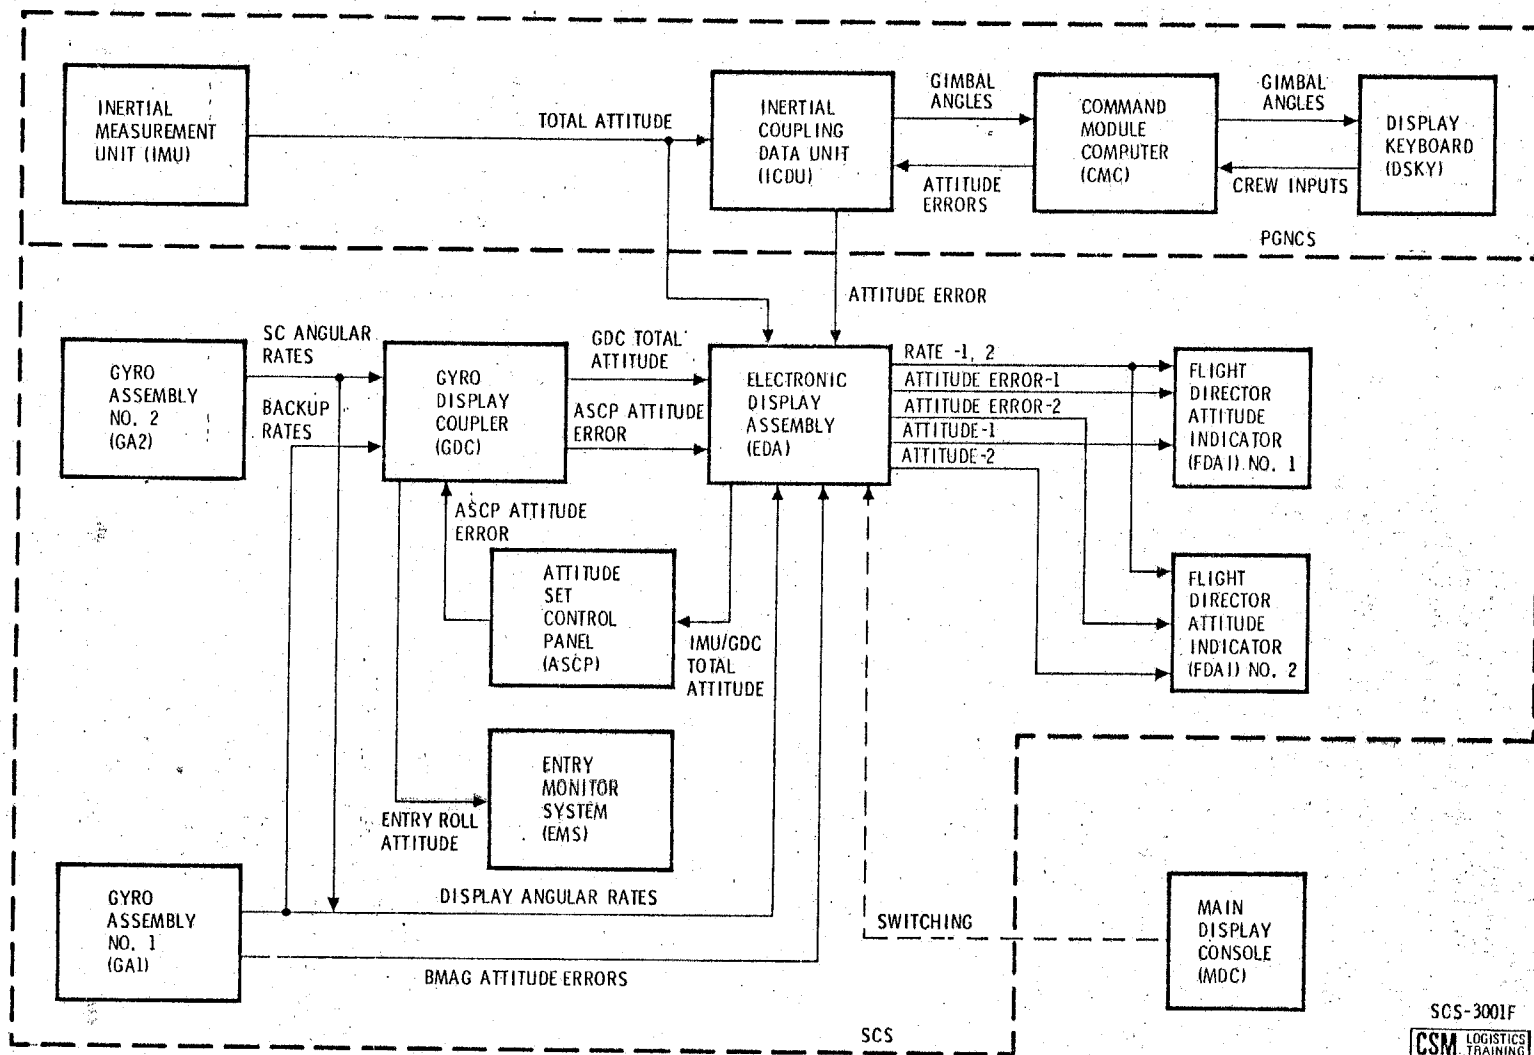 INERTIAL
MEASUREMENT
UNIT (IMU)
TOTAL ATTITUDE
INERTIAL
COUPLING
DATA UNIT
(ICDU)
GIMBAL
ANGLES
ATTITUDE
ERRORS
COMMAND
MODULE
COMPUTER
(CMC)
GIMBAL
ANGLES
CREW INPUTS
DISPLAY
KEYBOARD
(DSKY)
PGNCS
ATTITUDE ERROR
GYRO
ASSEMBLY
NO. 2
(GA2)
SC ANGULAR
RATES
BACKUP
RATES
GYRO
DISPLAY
COUPLER
(GDC)
GDC TOTAL
ATTITUDE
ASCP ATTITUDE
ERROR
ELECTRONIC
DISPLAY
ASSEMBLY
(EDA)
RATE -1, 2
ATTITUDE ERROR-1
ATTITUDE ERROR-2
ATTITUDE-1
ATTITUDE-2
FLIGHT
DIRECTOR
ATTITUDE
INDICATOR
(FDAI) NO. 1
ASCP ATTITUDE
ERROR
ATTITUDE
SET
CONTROL
PANEL
(ASCP)
IMU/GDC
TOTAL
ATTITUDE
FLIGHT
DIRECTOR
ATTITUDE
INDICATOR
(FDAI) NO. 2
ENTRY
MONITOR
SYSTEM
(EMS)
ENTRY ROLL
ATTITUDE
GYRO
ASSEMBLY
NO. 1
(GA1)
DISPLAY ANGULAR RATES
BMAG ATTITUDE ERRORS
SWITCHING
MAIN
DISPLAY
CONSOLE
(MDC)
SCS
SCS-3001F
CSM LOGISTICS
TRAINING